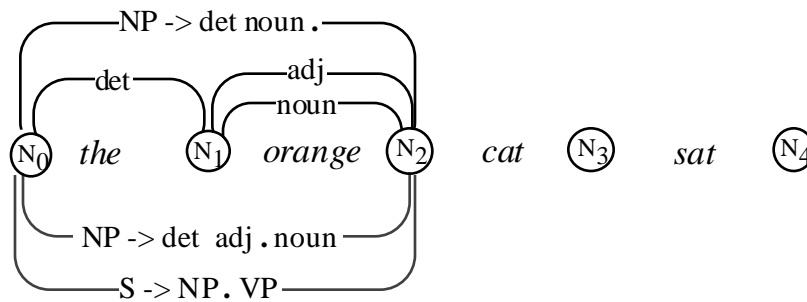 NP -> det noun .
det
adj
noun
N0 the N1 orange N2 cat N3 sat N4
NP -> det adj . noun
S -> NP . VP